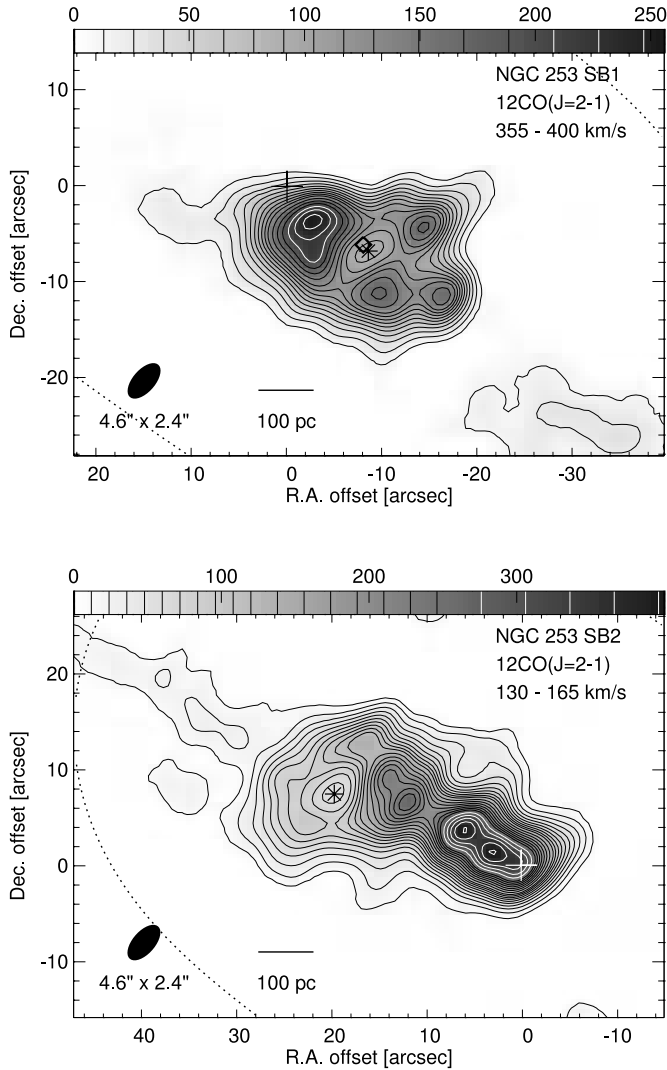 0 50 100 150 200 250
NGC 253 SB1
12CO(J=2-1)
355 - 400 km/s
10
0
-10
-20
Dec. offset [arcsec]
4.6" x 2.4"
100 pc
20 10 0 -10 -20 -30
R.A. offset [arcsec]
0 100 200 300
NGC 253 SB2
12CO(J=2-1)
130 - 165 km/s
20
10
0
-10
Dec. offset [arcsec]
4.6" x 2.4"
100 pc
40 30 20 10 0 -10
R.A. offset [arcsec]